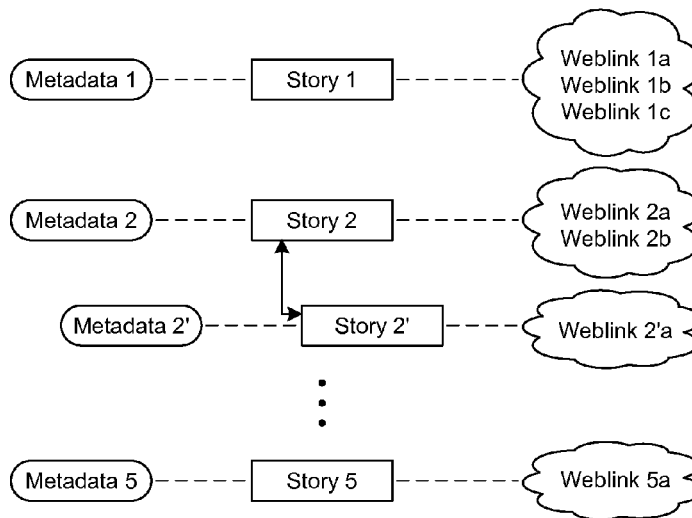 Metadata 1
Story 1
Weblink 1a
Weblink 1b
Weblink 1c
Metadata 2
Story 2
Weblink 2a
Weblink 2b
Metadata 2'
Story 2'
Weblink 2'a
Metadata 5
Story 5
Weblink 5a